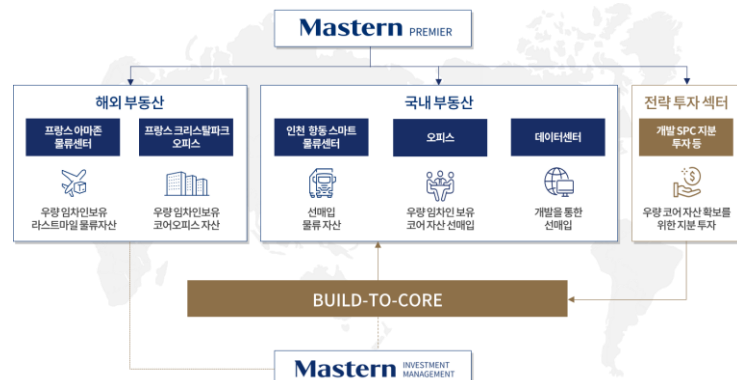 Mastern PREMIER
해외 부동산
프랑스 아마존
물류센터
프랑스 크리스탈파크
오피스
우량 임차인보유
라스트마일 물류자산
우량 임차인보유
코어오피스 자산
국내 부동산
인천 항동 스마트
물류센터
오피스
데이터센터
선매입
물류 자산
우량 임차인 보유
코어 자산 선매입
개발을 통한
선매입
전략 투자 섹터
개발 SPC 지분
투자 등
우량 코어 자산 확보를
위한 지분 투자
BUILD-TO-CORE
Mastern INVESTMENT
MANAGEMENT